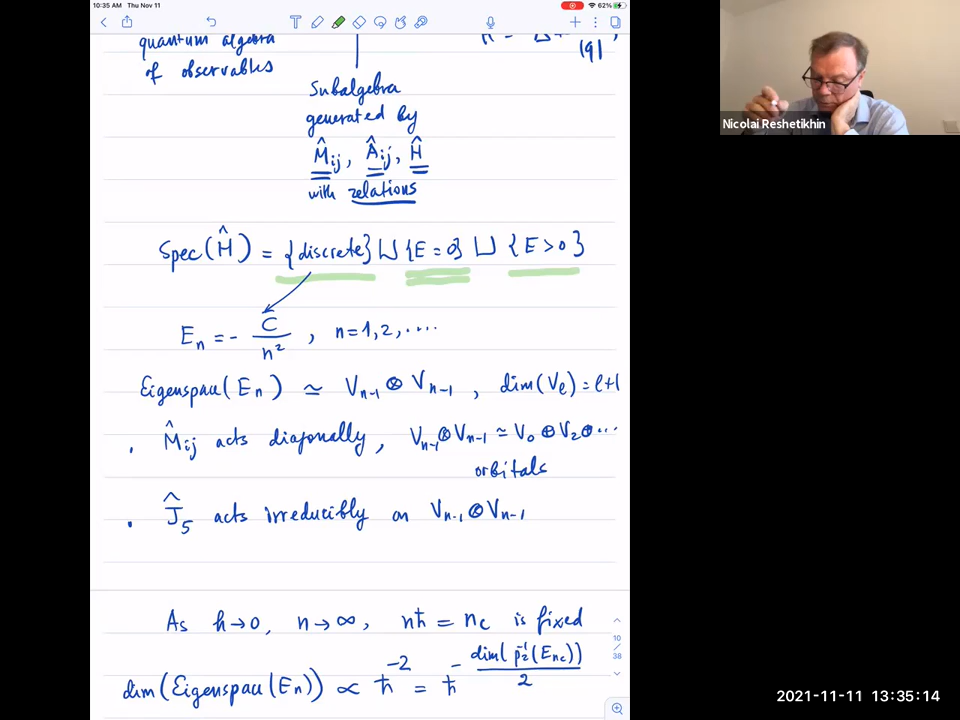 10:35 AM Thu Nov 11
62%
quantum algebra
of observables
Subalgebra
generated by
M̂ij, Âij, Ĥ
with relations
Spec(Ĥ) = {discrete} ⊔ {E = 0} ⊔ {E > 0}
En = - C/n², n = 1, 2, ....
Eigenspace(En) ≃ Vn-1 ⊗ Vn-1, dim(Vℓ) = ℓ+1
. M̂ij acts diagonally, Vn-1 ⊗ Vn-1 ≃ V0 ⊕ V2 ⊕ ...
orbitals
. Ĵ5 acts irreducibly on Vn-1 ⊗ Vn-1
As h → 0, n → ∞, nħ = nc is fixed
dim(Eigenspace(En)) ∝ ħ^-2 = ħ^- dim(p2^-1(Enc))/2
10
/
38
Nicolai Reshetikhin
2021-11-11 13:35:14